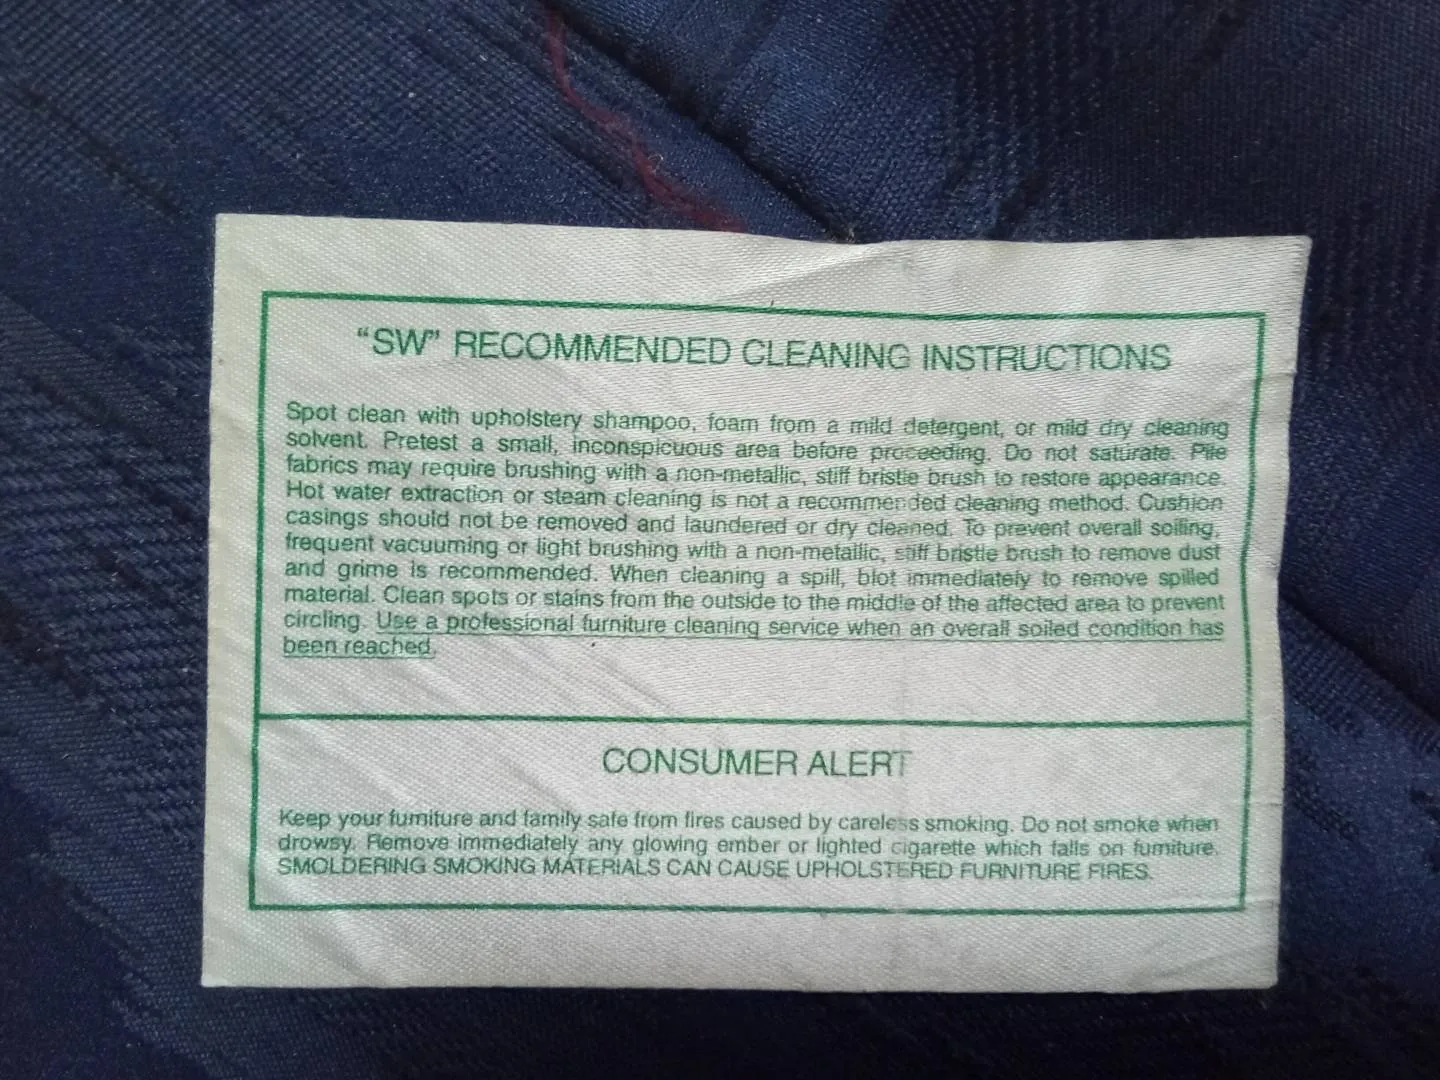 “SW” RECOMMENDED CLEANING INSTRUCTIONS
Spot clean with upholstery shampoo, foam from a mild detergent, or mild dry cleaning
solvent. Pretest a small, inconspicuous area before proceeding. Do not saturate. Pile
fabrics may require brushing with a non-metallic, stiff bristle brush to restore appearance.
Hot water extraction or steam cleaning is not a recommended cleaning method. Cushion
casings should not be removed and laundered or dry cleaned. To prevent overall soiling,
frequent vacuuming or light brushing with a non-metallic, stiff bristle brush to remove dust
and grime is recommended. When cleaning a spill, blot immediately to remove spilled
material. Clean spots or stains from the outside to the middle of the affected area to prevent
circling. Use a professional furniture cleaning service when an overall soiled condition has
been reached.
CONSUMER ALERT
Keep your furniture and family safe from fires caused by careless smoking. Do not smoke when
drowsy. Remove immediately any glowing ember or lighted cigarette which falls on furniture.
SMOLDERING SMOKING MATERIALS CAN CAUSE UPHOLSTERED FURNITURE FIRES.